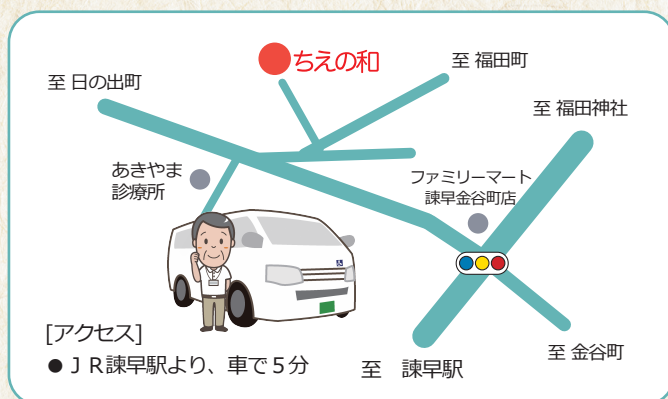 ちえの和
至 福田町
至 日の出町
至 福田神社
あきやま
診療所
ファミリーマート
諫早金谷町店
[アクセス]
●ＪＲ諫早駅より、車で５分
至　諫早駅
至 金谷町